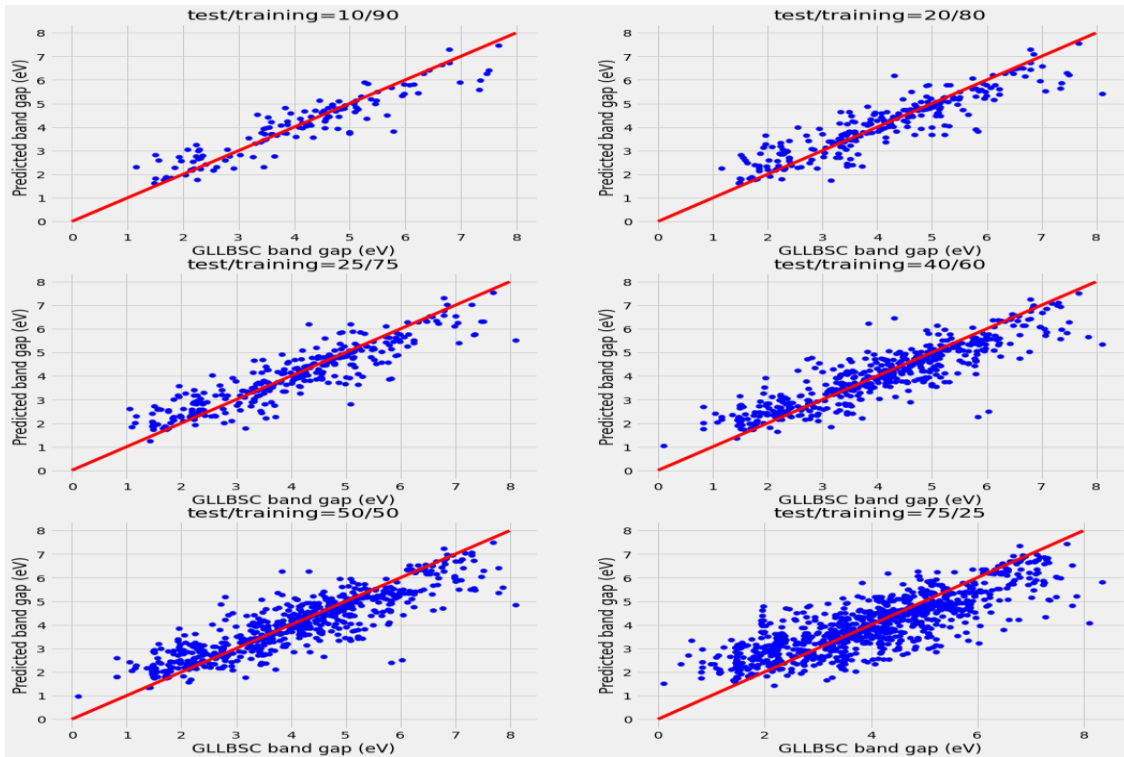 test/training=10/90
Predicted band gap (eV)
8
7
6
5
4
3
2
1
0
0 1 2 3 4 5 6 7 8
GLLBSC band gap (eV)
test/training=20/80
Predicted band gap (eV)
8
7
6
5
4
3
2
1
0
0 1 2 3 4 5 6 7 8
GLLBSC band gap (eV)
test/training=25/75
Predicted band gap (eV)
8
7
6
5
4
3
2
1
0
0 1 2 3 4 5 6 7 8
GLLBSC band gap (eV)
test/training=40/60
Predicted band gap (eV)
8
7
6
5
4
3
2
1
0
0 1 2 3 4 5 6 7 8
GLLBSC band gap (eV)
test/training=50/50
Predicted band gap (eV)
8
7
6
5
4
3
2
1
0
0 1 2 3 4 5 6 7 8
GLLBSC band gap (eV)
test/training=75/25
Predicted band gap (eV)
8
7
6
5
4
3
2
1
0
0 2 4 6 8
GLLBSC band gap (eV)